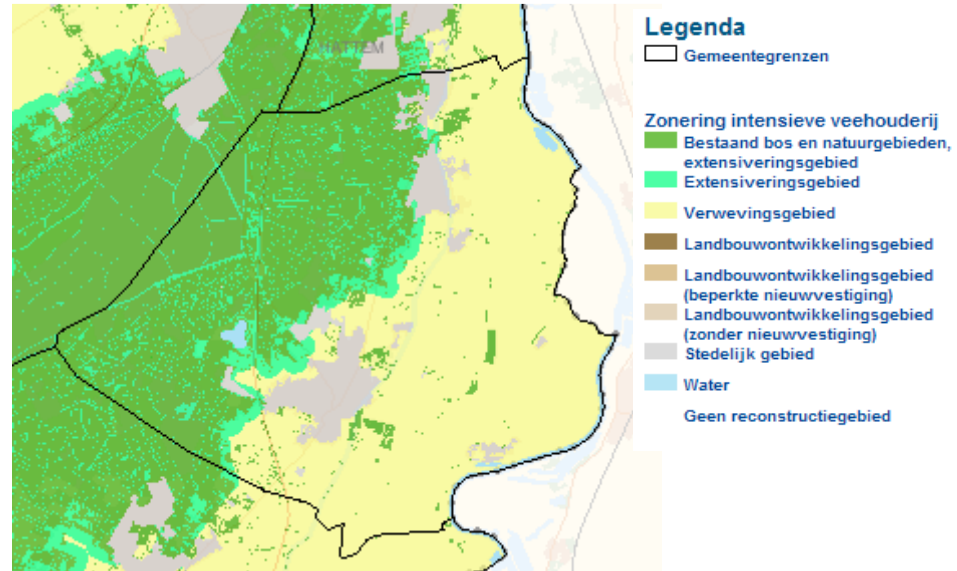 HATTEM
Legenda
Gemeentegrenzen
Zonering intensieve veehouderij
Bestaand bos en natuurgebieden,
extensiveringsgebied
Extensiveringsgebied
Verwevingsgebied
Landbouwontwikkelingsgebied
Landbouwontwikkelingsgebied
(beperkte nieuwvestiging)
Landbouwontwikkelingsgebied
(zonder nieuwvestiging)
Stedelijk gebied
Water
Geen reconstructiegebied